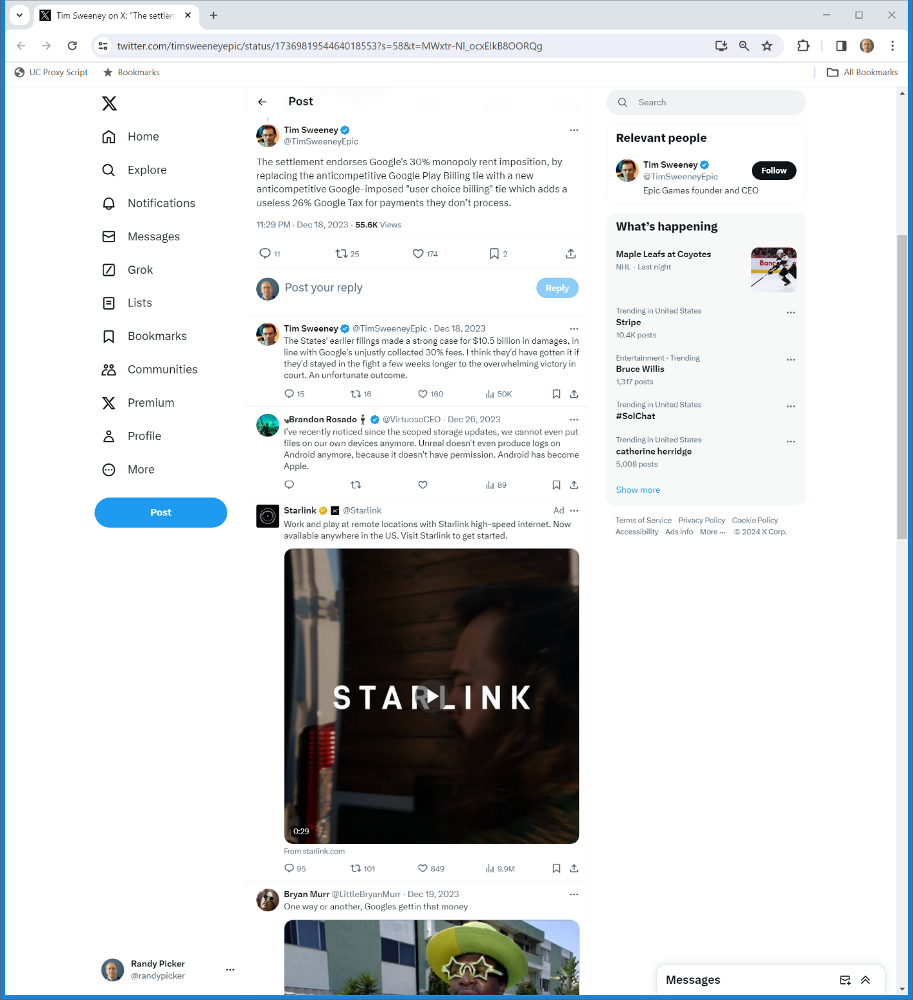 Tim Sweeney on X: "The settlem
twitter.com/timsweeneyepic/status/1736981954464018553?s=58&t=MWxtr-Nl_ocxEIkB8OORQg
UC Proxy Script
Bookmarks
All Bookmarks
Home
Explore
Notifications
Messages
Grok
Lists
Bookmarks
Communities
Premium
Profile
More
Post
Randy Picker
@randypicker
Post
Tim Sweeney
@TimSweeneyEpic
The settlement endorses Google's 30% monopoly rent imposition, by
replacing the anticompetitive Google Play Billing tie with a new
anticompetitive Google-imposed "user choice billing" tie which adds a
useless 26% Google Tax for payments they don’t process.
11:29 PM · Dec 18, 2023 · 55.6K Views
11 25 174 2
Post your reply
Reply
Tim Sweeney @TimSweeneyEpic · Dec 18, 2023
The States' earlier filings made a strong case for $10.5 billion in damages, in
line with Google's unjustly collected 30% fees. I think they'd have gotten it if
they'd stayed in the fight a few weeks longer to the overwhelming victory in
court. An unfortunate outcome.
15 16 160 50K
Brandon Rosado @VirtuosoCEO · Dec 26, 2023
I've recently noticed since the scoped storage updates, we cannot even put
files on our own devices anymore. Unreal doesn't even produce logs on
Android anymore, because it doesn't have permission. Android has become
Apple.
89
Starlink @Starlink Ad
Work and play at remote locations with Starlink high-speed internet. Now
available anywhere in the US. Visit Starlink to get started.
STARLINK
0:29
From starlink.com
95 101 849 9.9M
Bryan Murr @LittleBryanMurr · Dec 19, 2023
One way or another, Googles gettin that money
Search
Relevant people
Tim Sweeney
@TimSweeneyEpic
Follow
Epic Games founder and CEO
What’s happening
Maple Leafs at Coyotes
NHL · Last night
Banc
Trending in United States
Stripe
10.4K posts
Entertainment · Trending
Bruce Willis
1,317 posts
Trending in United States
#SolChat
Trending in United States
catherine herridge
5,008 posts
Show more
Terms of Service Privacy Policy Cookie Policy
Accessibility Ads info More ··· © 2024 X Corp.
Messages